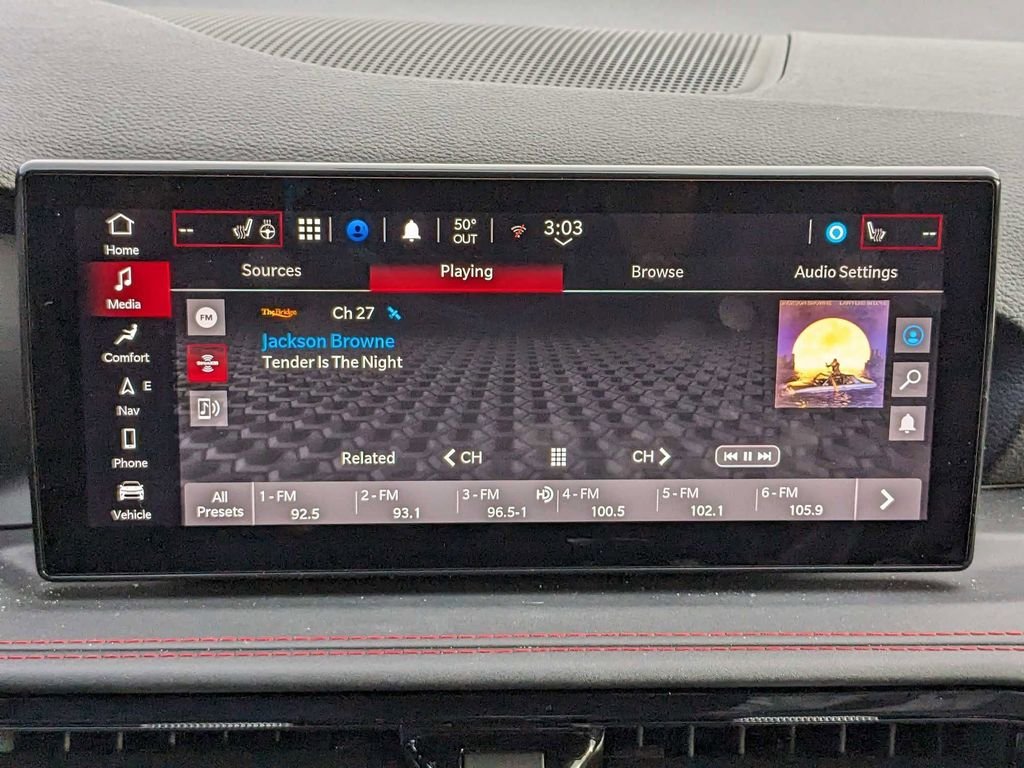 Home
--
50°
OUT
3:03
--
Media
Sources
Playing
Browse
Audio Settings
Comfort
E
Nav
Phone
Vehicle
FM
The Bridge
Ch 27
Jackson Browne
Tender Is The Night
Related
CH
CH
All
Presets
1 - FM
92.5
2 - FM
93.1
3 - FM
HD
96.5-1
4 - FM
100.5
5 - FM
102.1
6 - FM
105.9